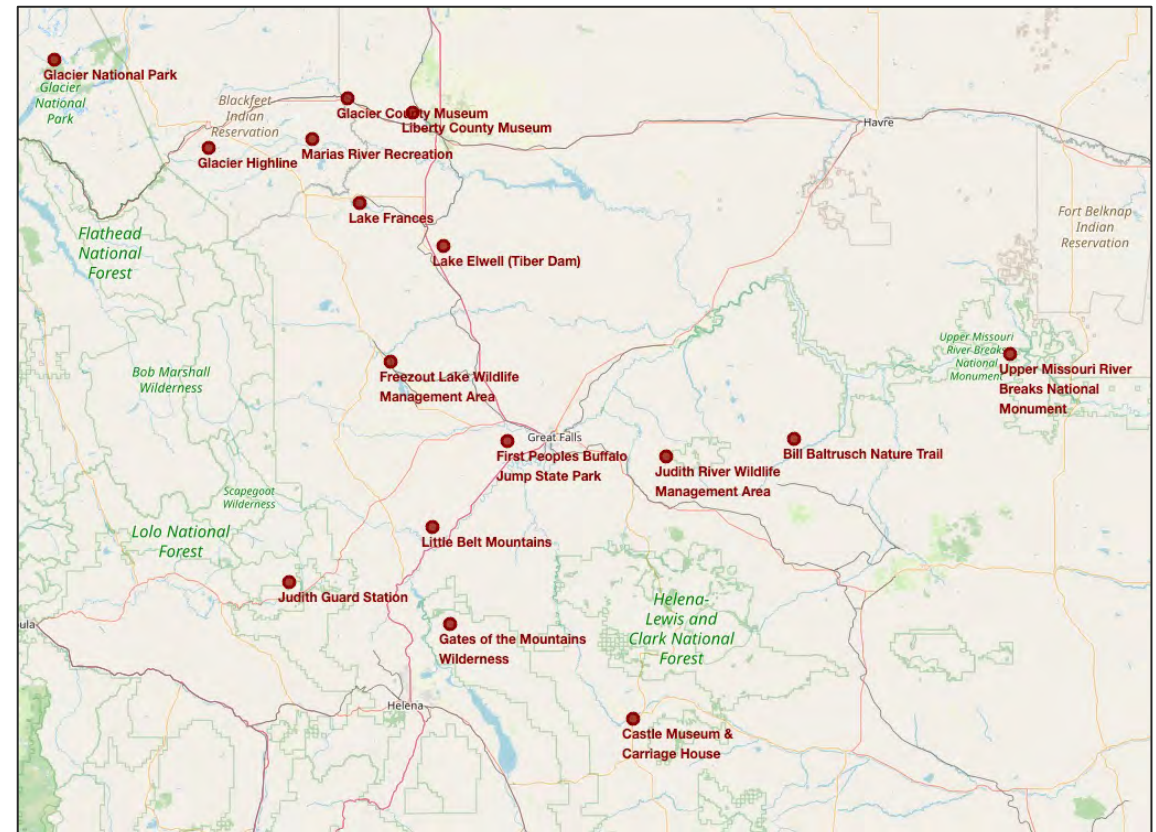 Glacier National Park
Glacier
National
Park
Blackfeet
Indian
Reservation
Glacier County Museum
Liberty County Museum
Havre
Glacier Highline
Marias River Recreation
Lake Frances
Fort Belknap
Indian
Reservation
Flathead
National
Forest
Lake Elwell (Tiber Dam)
Upper Missouri
River Breaks
National
Monument
Bob Marshall
Wilderness
Freezout Lake Wildlife
Management Area
Upper Missouri River
Breaks National
Monument
Great Falls
First Peoples Buffalo
Jump State Park
Judith River Wildlife
Management Area
Bill Baltrusch Nature Trail
Scapegoat
Wilderness
Lolo National
Forest
Little Belt Mountains
Judith Guard Station
Helena-
Lewis and
Clark National
Forest
ula
Gates of the Mountains
Wilderness
Helena
Castle Museum &
Carriage House